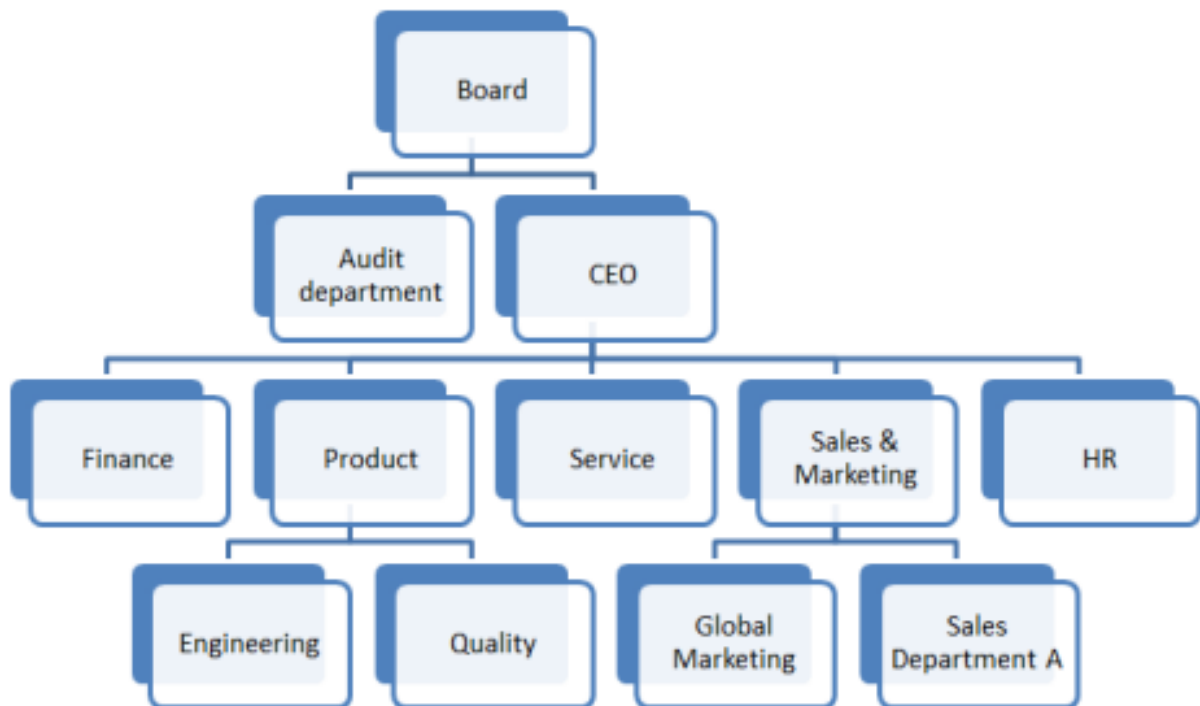 Board
Audit
department
CEO
Finance
Product
Service
Sales &
Marketing
HR
Engineering
Quality
Global
Marketing
Sales
Department A